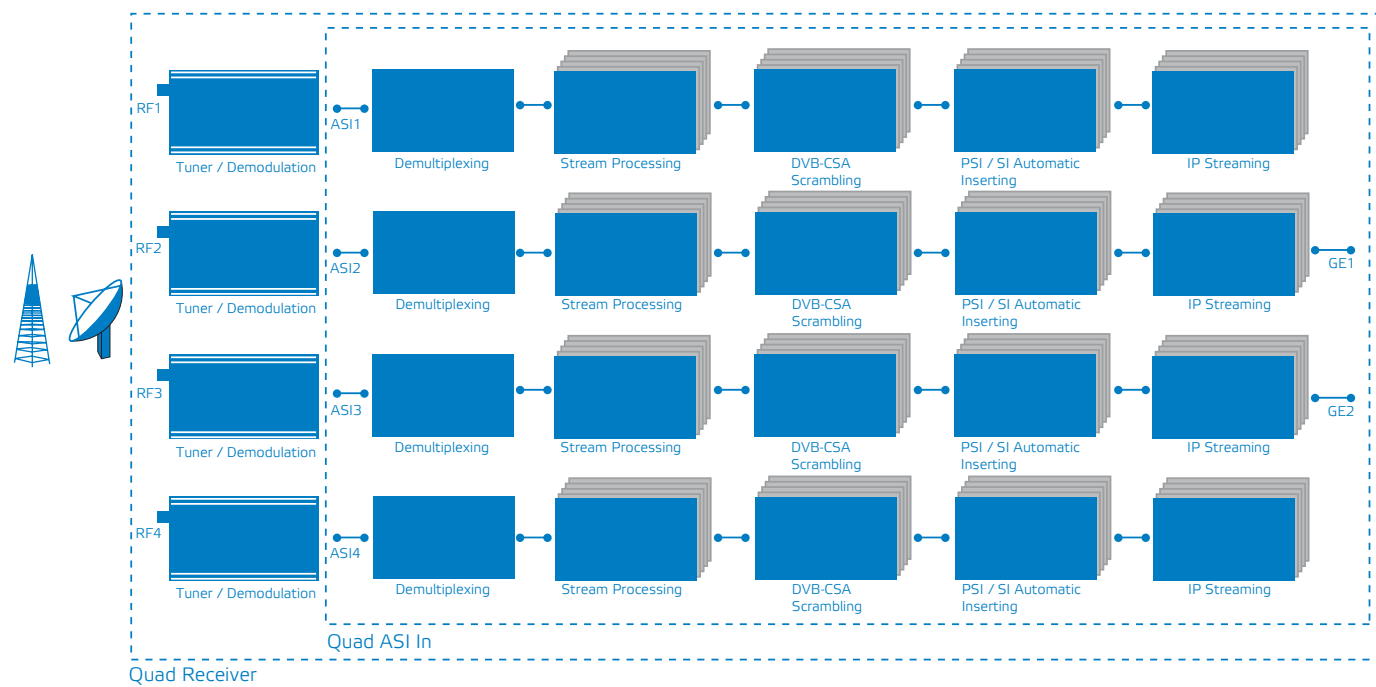 RF1
ASI1
Tuner / Demodulation
Demultiplexing
Stream Processing
DVB-CSA
Scrambling
PSI / SI Automatic
Inserting
IP Streaming
RF2
ASI2
GE1
Tuner / Demodulation
Demultiplexing
Stream Processing
DVB-CSA
Scrambling
PSI / SI Automatic
Inserting
IP Streaming
RF3
ASI3
GE2
Tuner / Demodulation
Demultiplexing
Stream Processing
DVB-CSA
Scrambling
PSI / SI Automatic
Inserting
IP Streaming
RF4
ASI4
Tuner / Demodulation
Demultiplexing
Stream Processing
DVB-CSA
Scrambling
PSI / SI Automatic
Inserting
IP Streaming
Quad ASI In
Quad Receiver